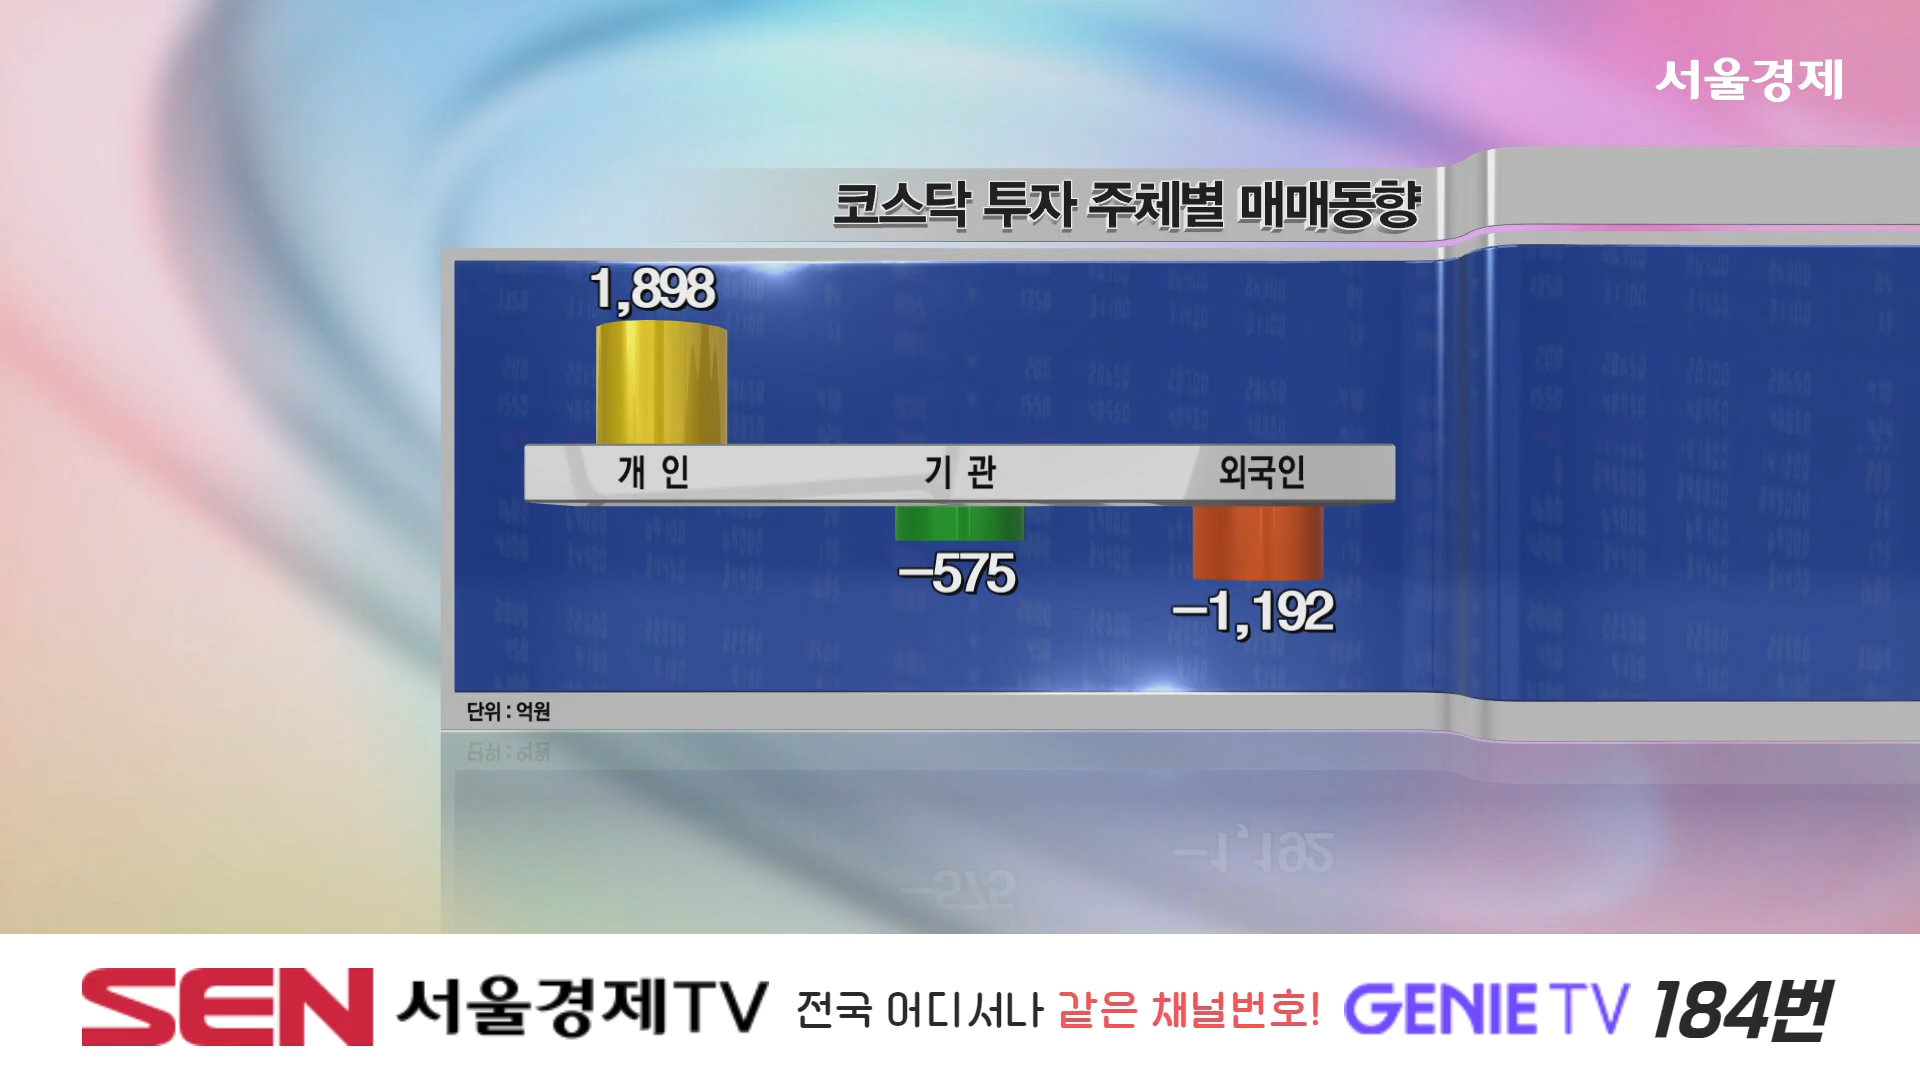 서울경제
코스닥 투자 주체별 매매동향
1,898
개 인
기 관
외국인
-575
-1,192
단위 : 억원
SEN 서울경제TV 전국 어디서나 같은 채널번호! GENIE TV 184번